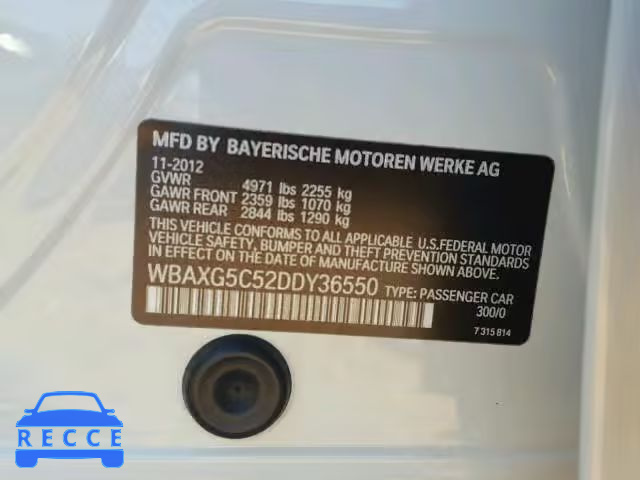 MFD BY BAYERISCHE MOTOREN WERKE AG
11-2012
GVWR 4971 lbs 2255 kg
GAWR FRONT 2359 lbs 1070 kg
GAWR REAR 2844 lbs 1290 kg
THIS VEHICLE CONFORMS TO ALL APPLICABLE U.S.FEDERAL MOTOR
VEHICLE SAFETY, BUMPER AND THEFT PREVENTION STANDARDS
IN EFFECT ON THE DATE OF MANUFACTURE SHOWN ABOVE.
WBAXG5C52DDY36550 TYPE: PASSENGER CAR
300/0
7 315 814
RECCE